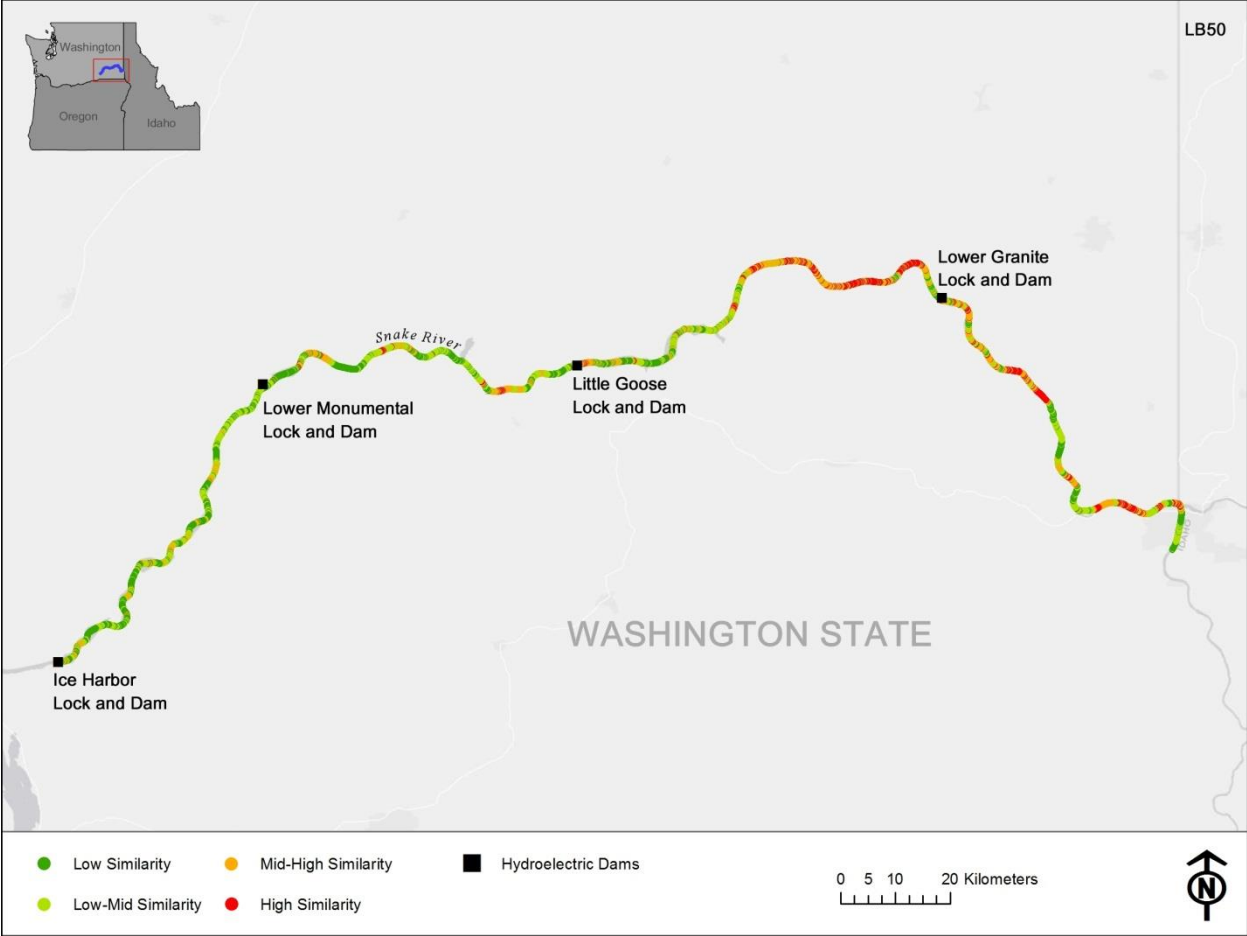 Washington
Oregon
Idaho
LB50
Lower Granite
Lock and Dam
Snake River
Little Goose
Lock and Dam
Lower Monumental
Lock and Dam
IDAHO
WASHINGTON STATE
Ice Harbor
Lock and Dam
Low Similarity
Mid-High Similarity
Hydroelectric Dams
Low-Mid Similarity
High Similarity
0 5 10 20 Kilometers
N